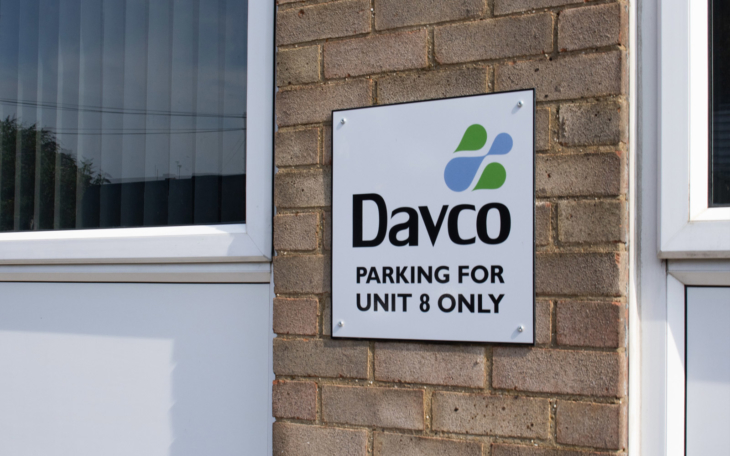 Davco
PARKING FOR
UNIT 8 ONLY